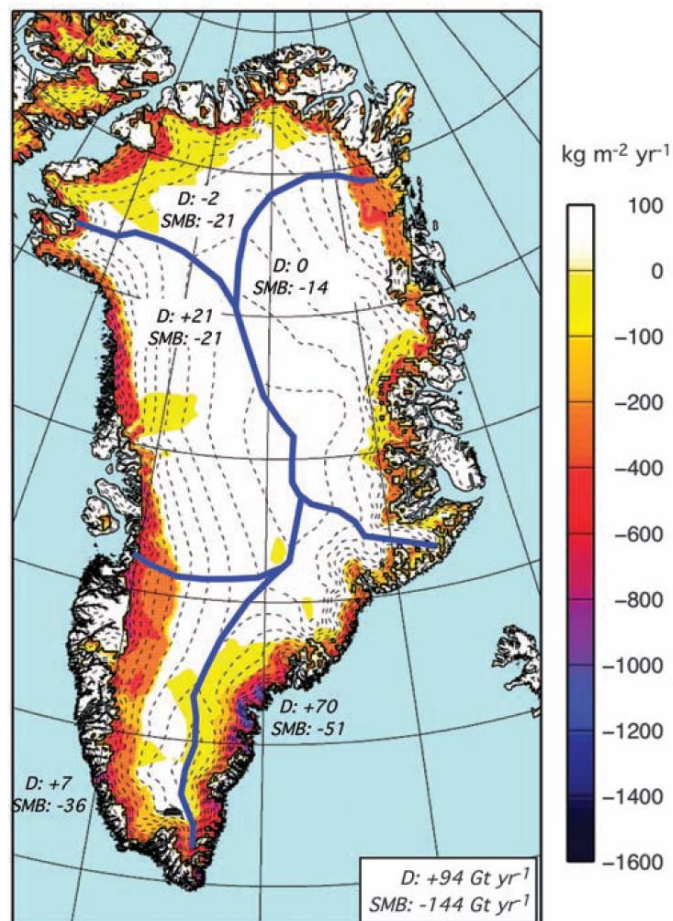 kg m⁻² yr⁻¹
100
0
−100
−200
−400
−600
−800
−1000
−1200
−1400
−1600
D: -2
SMB: -21
D: 0
SMB: -14
D: +21
SMB: -21
D: +70
SMB: -51
D: +7
SMB: -36
D: +94 Gt yr⁻¹
SMB: -144 Gt yr⁻¹